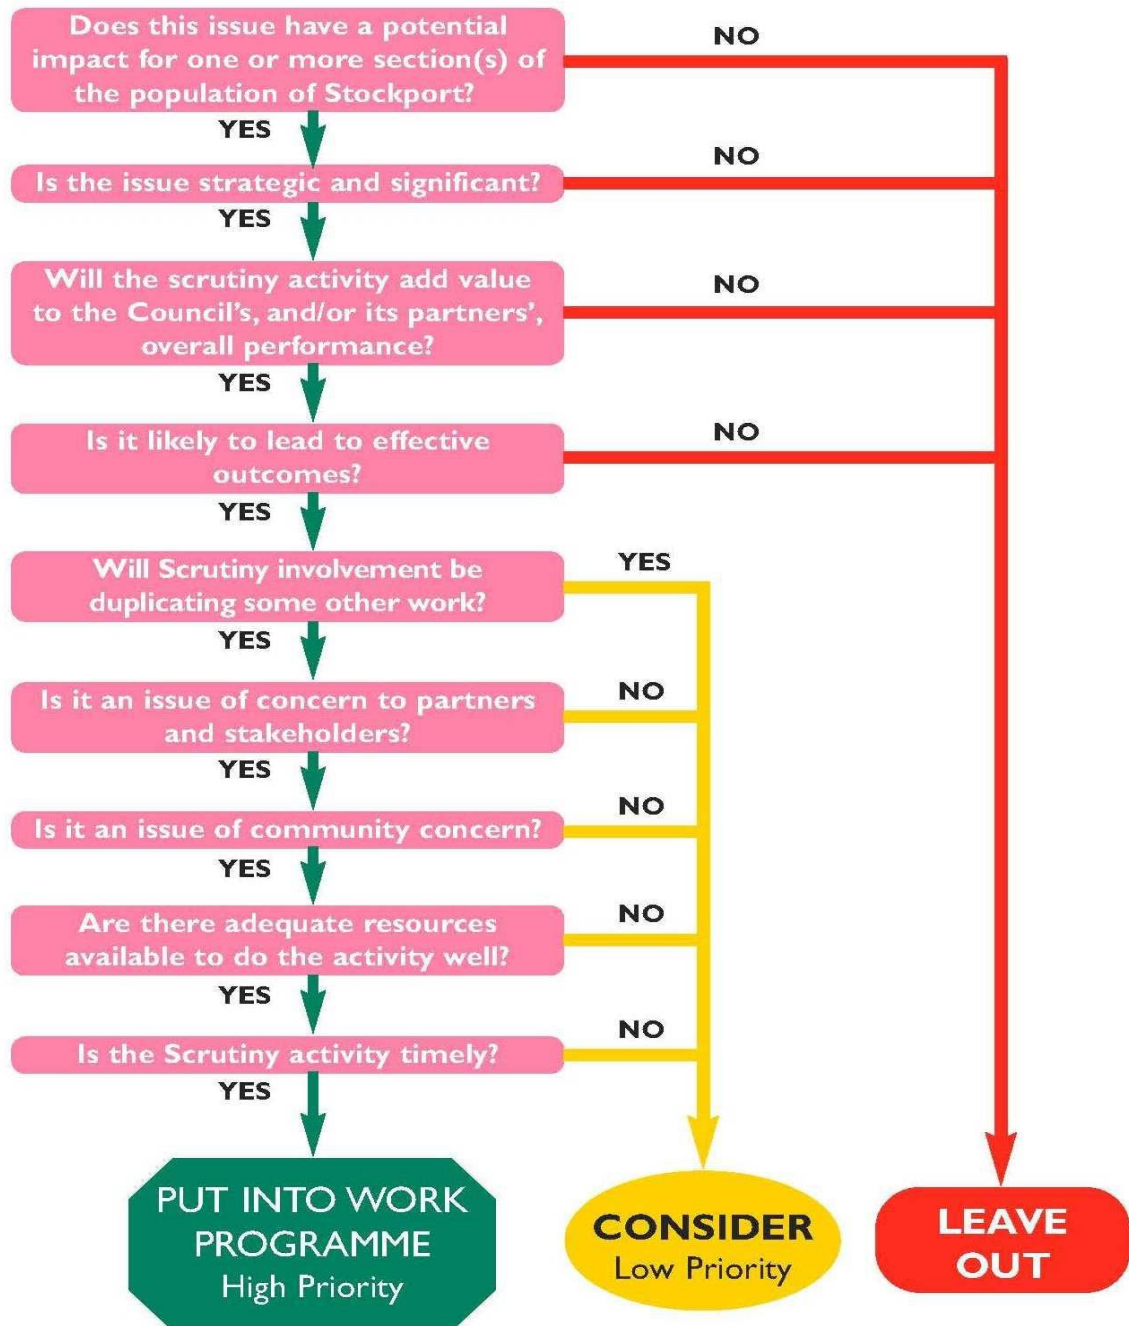 Does this issue have a potential
impact for one or more section(s) of
the population of Stockport?
NO
YES
Is the issue strategic and significant?
NO
YES
Will the scrutiny activity add value
to the Council's, and/or its partners',
overall performance?
NO
YES
Is it likely to lead to effective
outcomes?
NO
YES
Will Scrutiny involvement be
duplicating some other work?
YES
YES
Is it an issue of concern to partners
and stakeholders?
NO
YES
Is it an issue of community concern?
NO
YES
Are there adequate resources
available to do the activity well?
NO
YES
Is the Scrutiny activity timely?
NO
YES
PUT INTO WORK
PROGRAMME
High Priority
CONSIDER
Low Priority
LEAVE
OUT